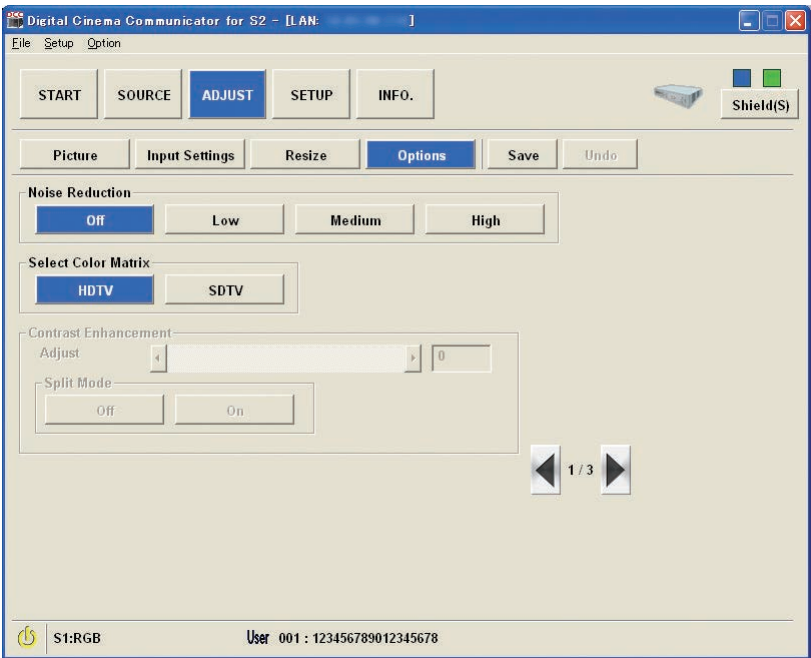 Digital Cinema Communicator for S2 - [LAN: ]
File Setup Option
START SOURCE ADJUST SETUP INFO. Shield(S)
Picture Input Settings Resize Options Save Undo
Noise Reduction
Off Low Medium High
Select Color Matrix
HDTV SDTV
Contrast Enhancement
Adjust 0
Split Mode
Off On
1 / 3
S1:RGB User 001 : 123456789012345678